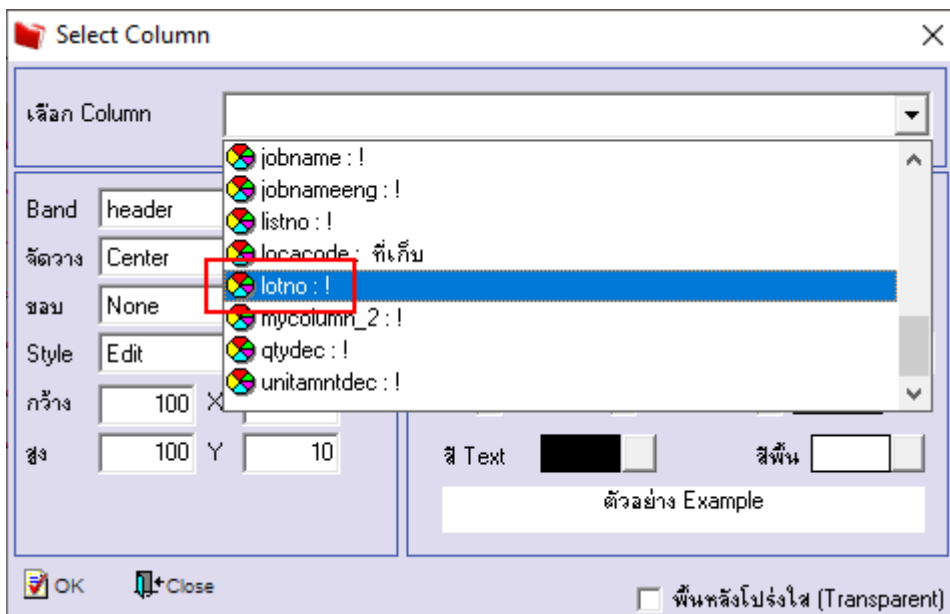 Select Column
เลือก Column
jobname : !
jobnameeng : !
listno : !
locacode : ที่เก็บ
lotno : !
mycolumn_2 : !
qtydec : !
unitamntdec : !
Band header
จัดวาง Center
ขอบ None
Style Edit
กว้าง 100 X
สูง 100 Y 10
สี Text สีพื้น
ตัวอย่าง Example
OK Close
พื้นหลังโปร่งใส (Transparent)